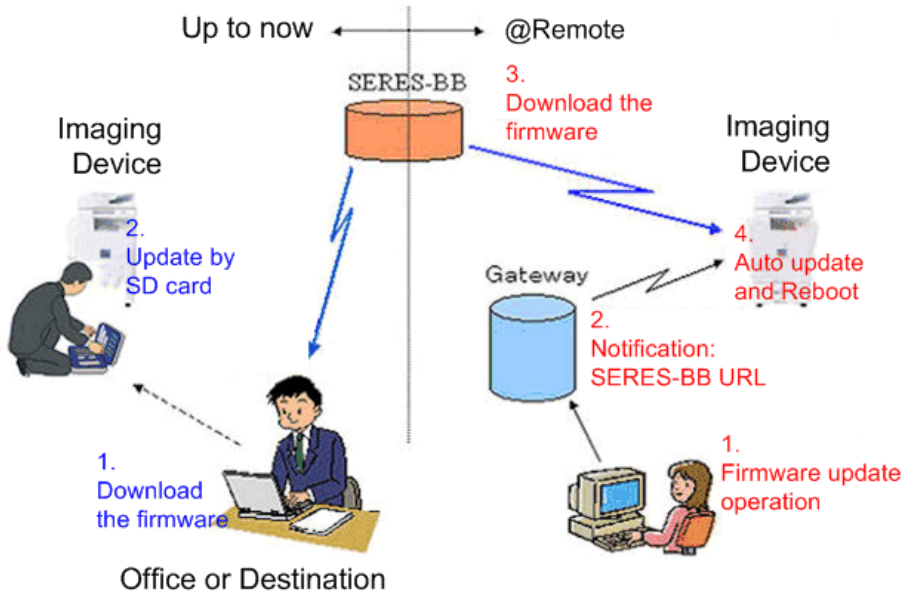 Up to now
@Remote
SERES-BB
3.
Download the
firmware
Imaging
Device
Imaging
Device
2.
Update by
SD card
4.
Auto update
and Reboot
Gateway
2.
Notification:
SERES-BB URL
1.
Download
the firmware
1.
Firmware update
operation
Office or Destination